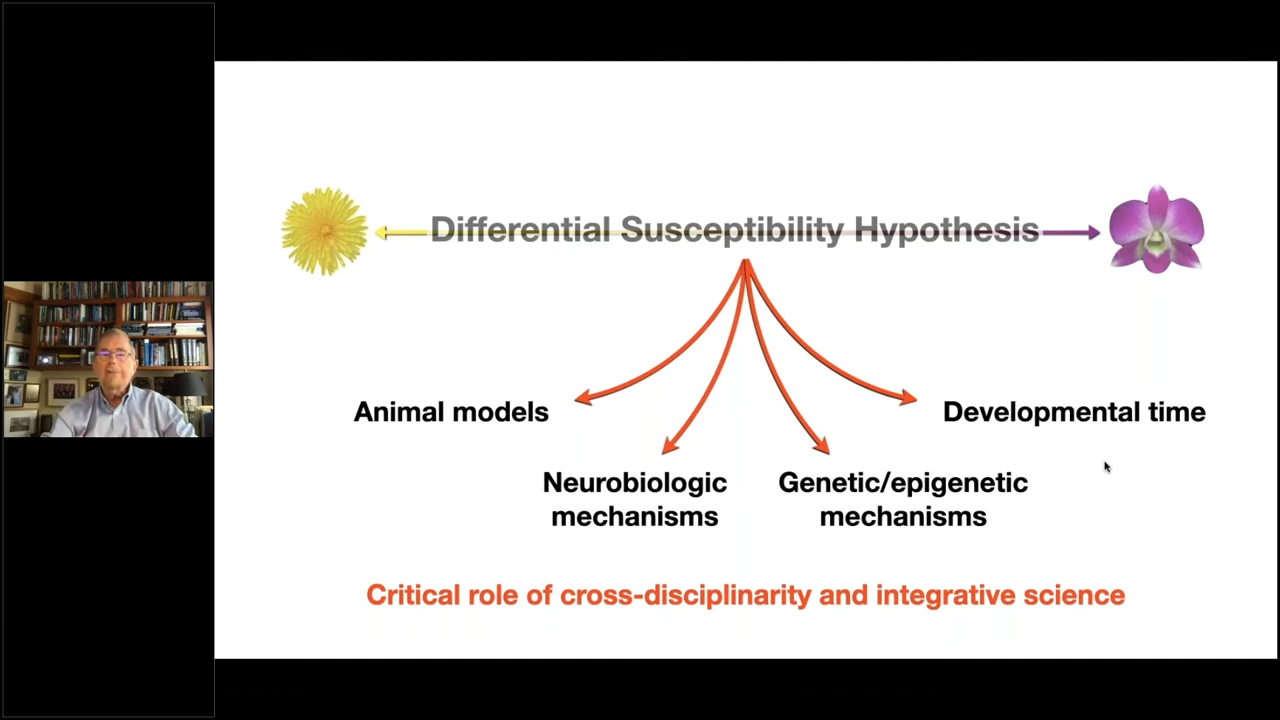 Differential Susceptibility Hypothesis
Animal models
Developmental time
Neurobiologic
mechanisms
Genetic/epigenetic
mechanisms
Critical role of cross-disciplinarity and integrative science